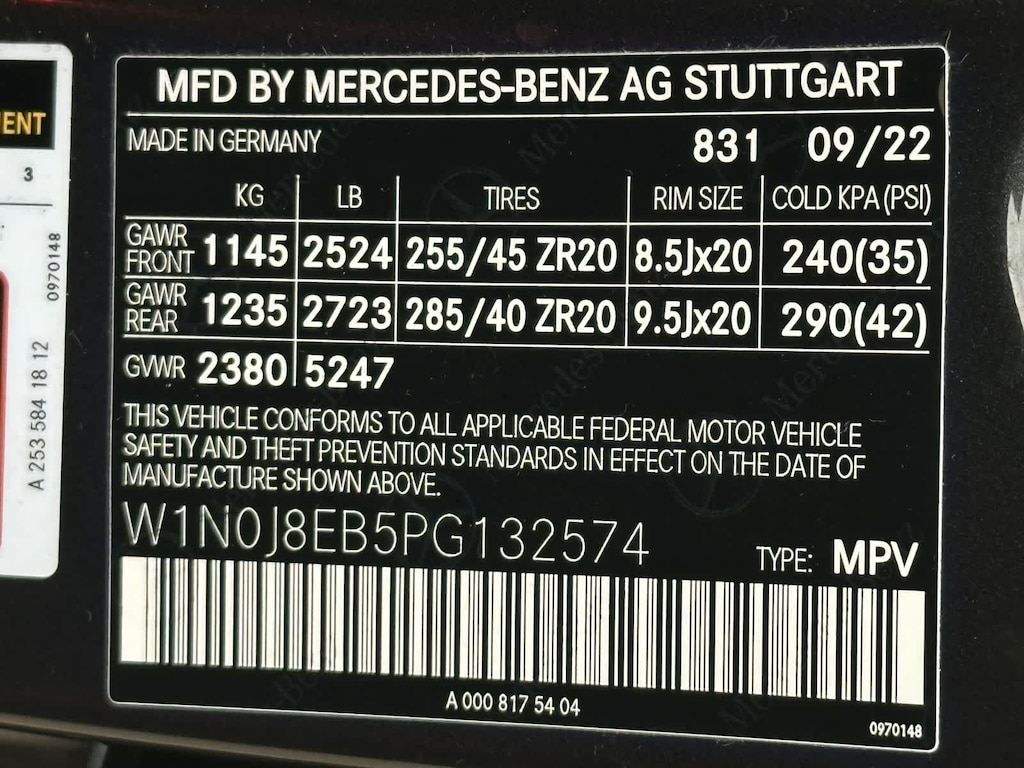 MFD BY MERCEDES-BENZ AG STUTTGART
MADE IN GERMANY 831 09/22
KG LB TIRES RIM SIZE COLD KPA (PSI)
GAWR FRONT 1145 2524 255/45 ZR20 8.5Jx20 240(35)
GAWR REAR 1235 2723 285/40 ZR20 9.5Jx20 290(42)
GVWR 2380 5247
THIS VEHICLE CONFORMS TO ALL APPLICABLE FEDERAL MOTOR VEHICLE
SAFETY AND THEFT PREVENTION STANDARDS IN EFFECT ON THE DATE OF
MANUFACTURE SHOWN ABOVE.
W1N0J8EB5PG132574 TYPE: MPV
A 000 817 54 04
0970148
3
0970148
A 253 584 18 12